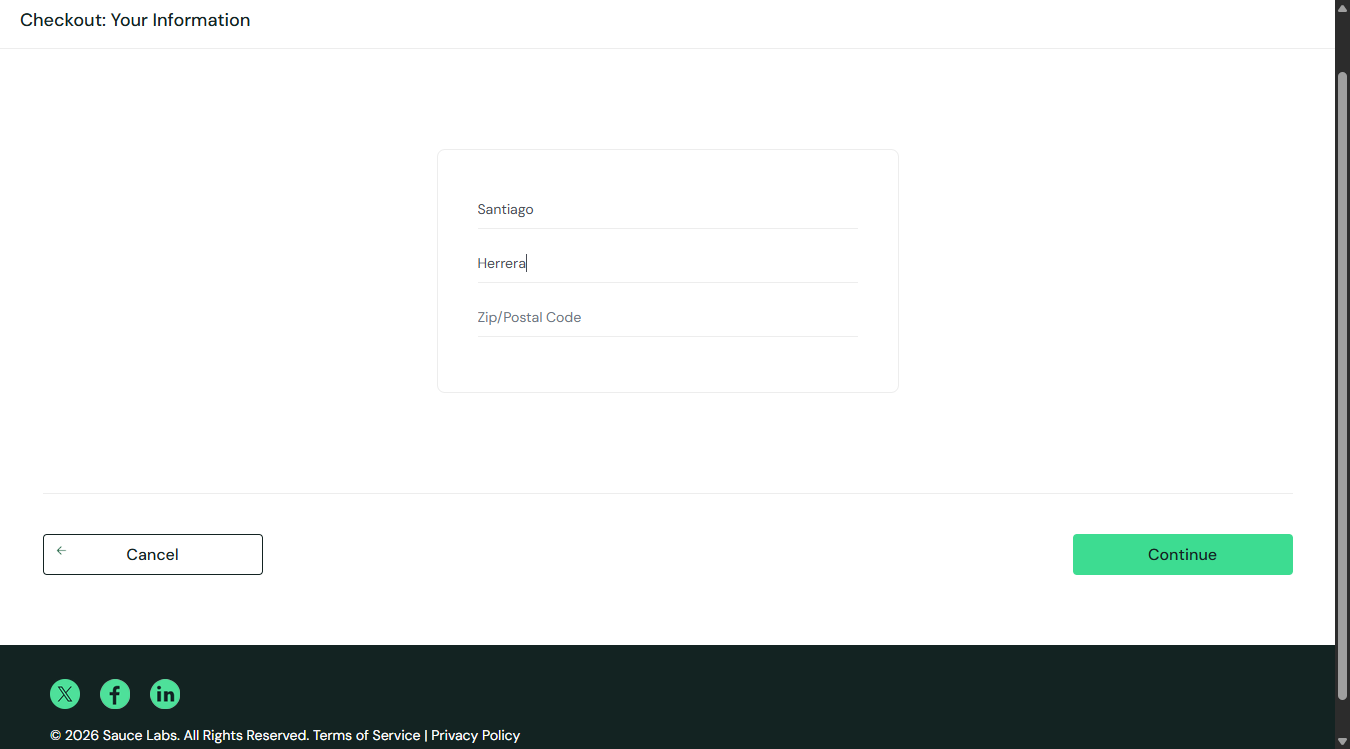 Checkout: Your Information
Santiago
Herrera
Zip/Postal Code
Cancel
Continue
© 2026 Sauce Labs. All Rights Reserved. Terms of Service | Privacy Policy